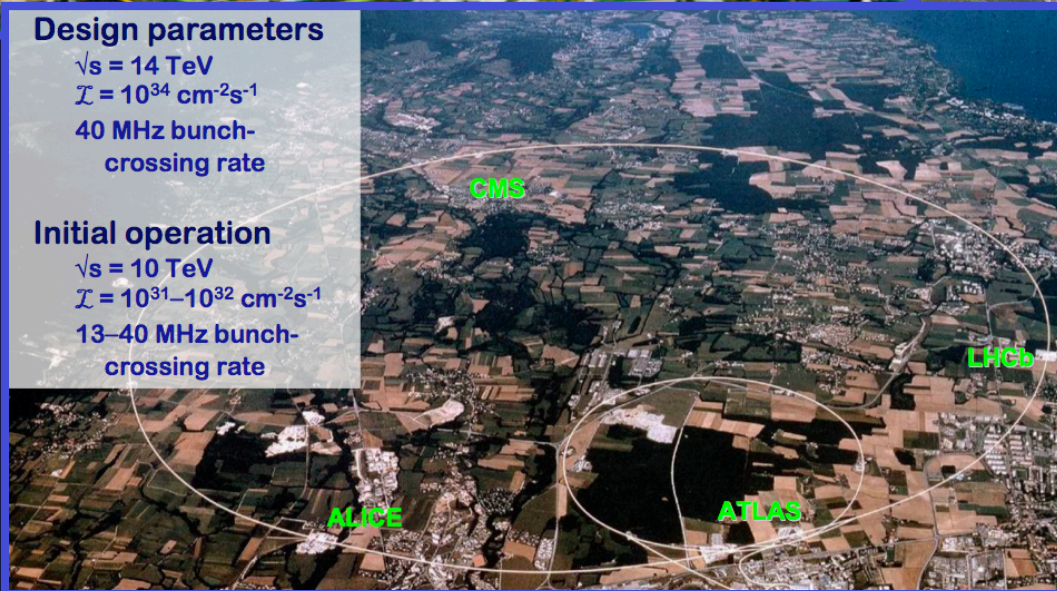 Design parameters
√s = 14 TeV
ℒ = 10³⁴ cm⁻²s⁻¹
40 MHz bunch-
crossing rate
Initial operation
√s = 10 TeV
ℒ = 10³¹–10³² cm⁻²s⁻¹
13–40 MHz bunch-
crossing rate
CMS
LHCb
ALICE
ATLAS